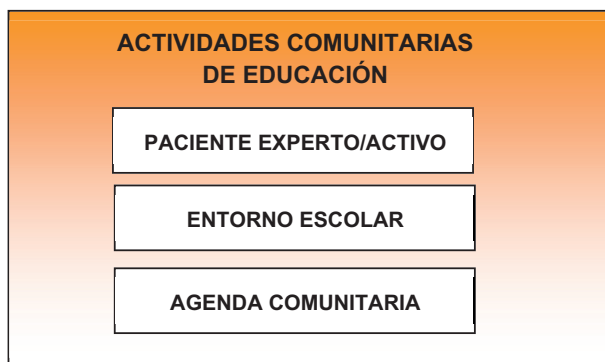 ACTIVIDADES COMUNITARIAS
DE EDUCACIÓN
PACIENTE EXPERTO/ACTIVO
ENTORNO ESCOLAR
AGENDA COMUNITARIA